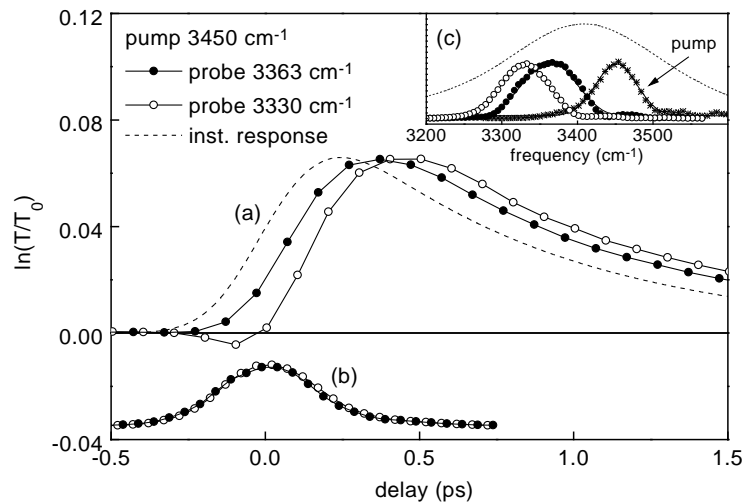 0.12
0.08
0.04
0.00
-0.04
ln(T/T0)
pump 3450 cm-1
probe 3363 cm-1
probe 3330 cm-1
inst. response
(a)
(b)
(c)
pump
3200 3300 3400 3500
frequency (cm-1)
-0.5 0.0 0.5 1.0 1.5
delay (ps)